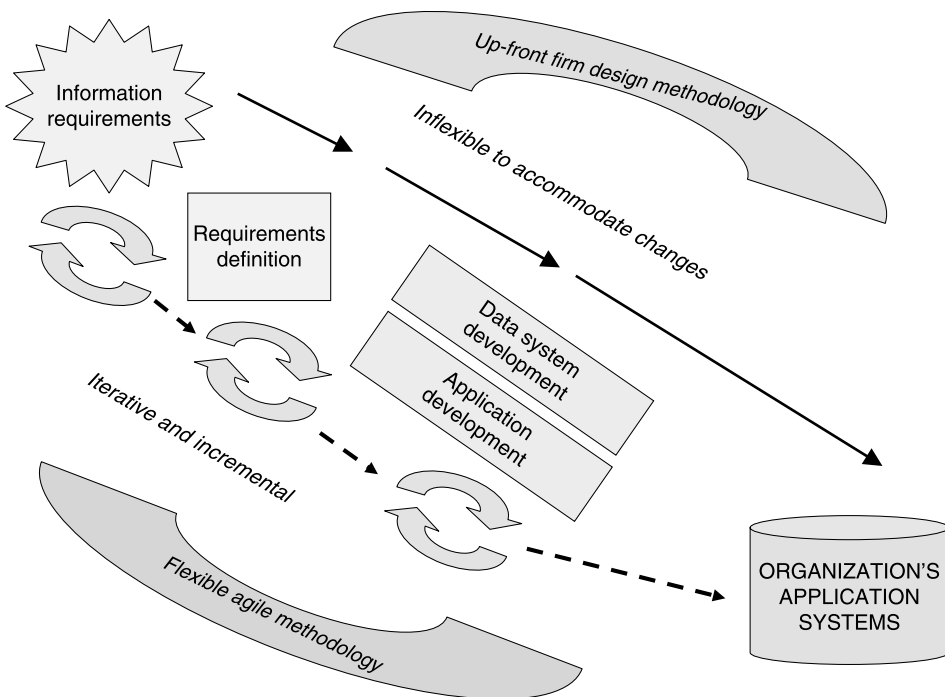 Up-front firm design methodology
Information
requirements
Inflexible to accommodate changes
Requirements
definition
Data system
development
Application
development
Iterative and incremental
Flexible agile methodology
ORGANIZATION'S
APPLICATION
SYSTEMS